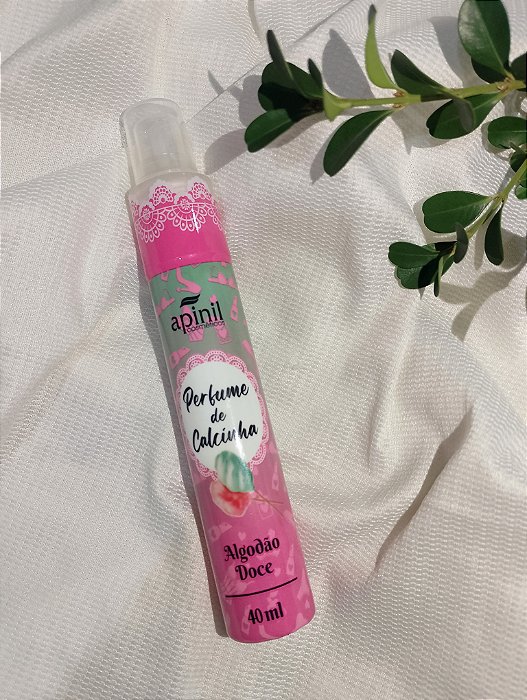 apinil
cosméticos
Perfume
de
Calcinha
Algodão
Doce
40ml